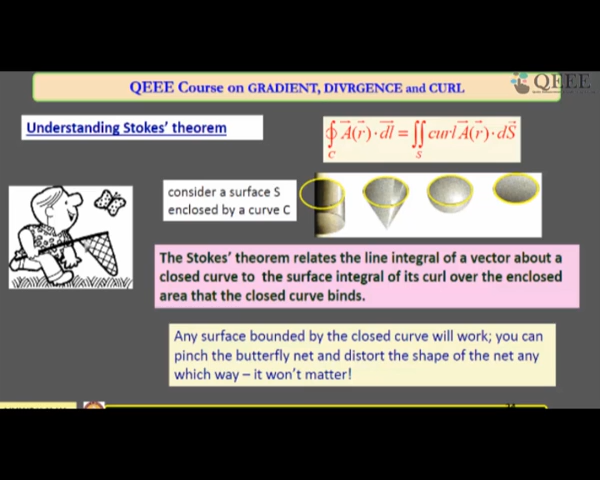 QEEE
QEEE Course on GRADIENT, DIVRGENCE and CURL
Understanding Stokes' theorem
∮_C A⃗(r⃗)·d⃗l = ∬_S curl A⃗(r⃗)·dS⃗
consider a surface S
enclosed by a curve C
The Stokes' theorem relates the line integral of a vector about a
closed curve to the surface integral of its curl over the enclosed
area that the closed curve binds.
Any surface bounded by the closed curve will work; you can
pinch the butterfly net and distort the shape of the net any
which way – it won't matter!